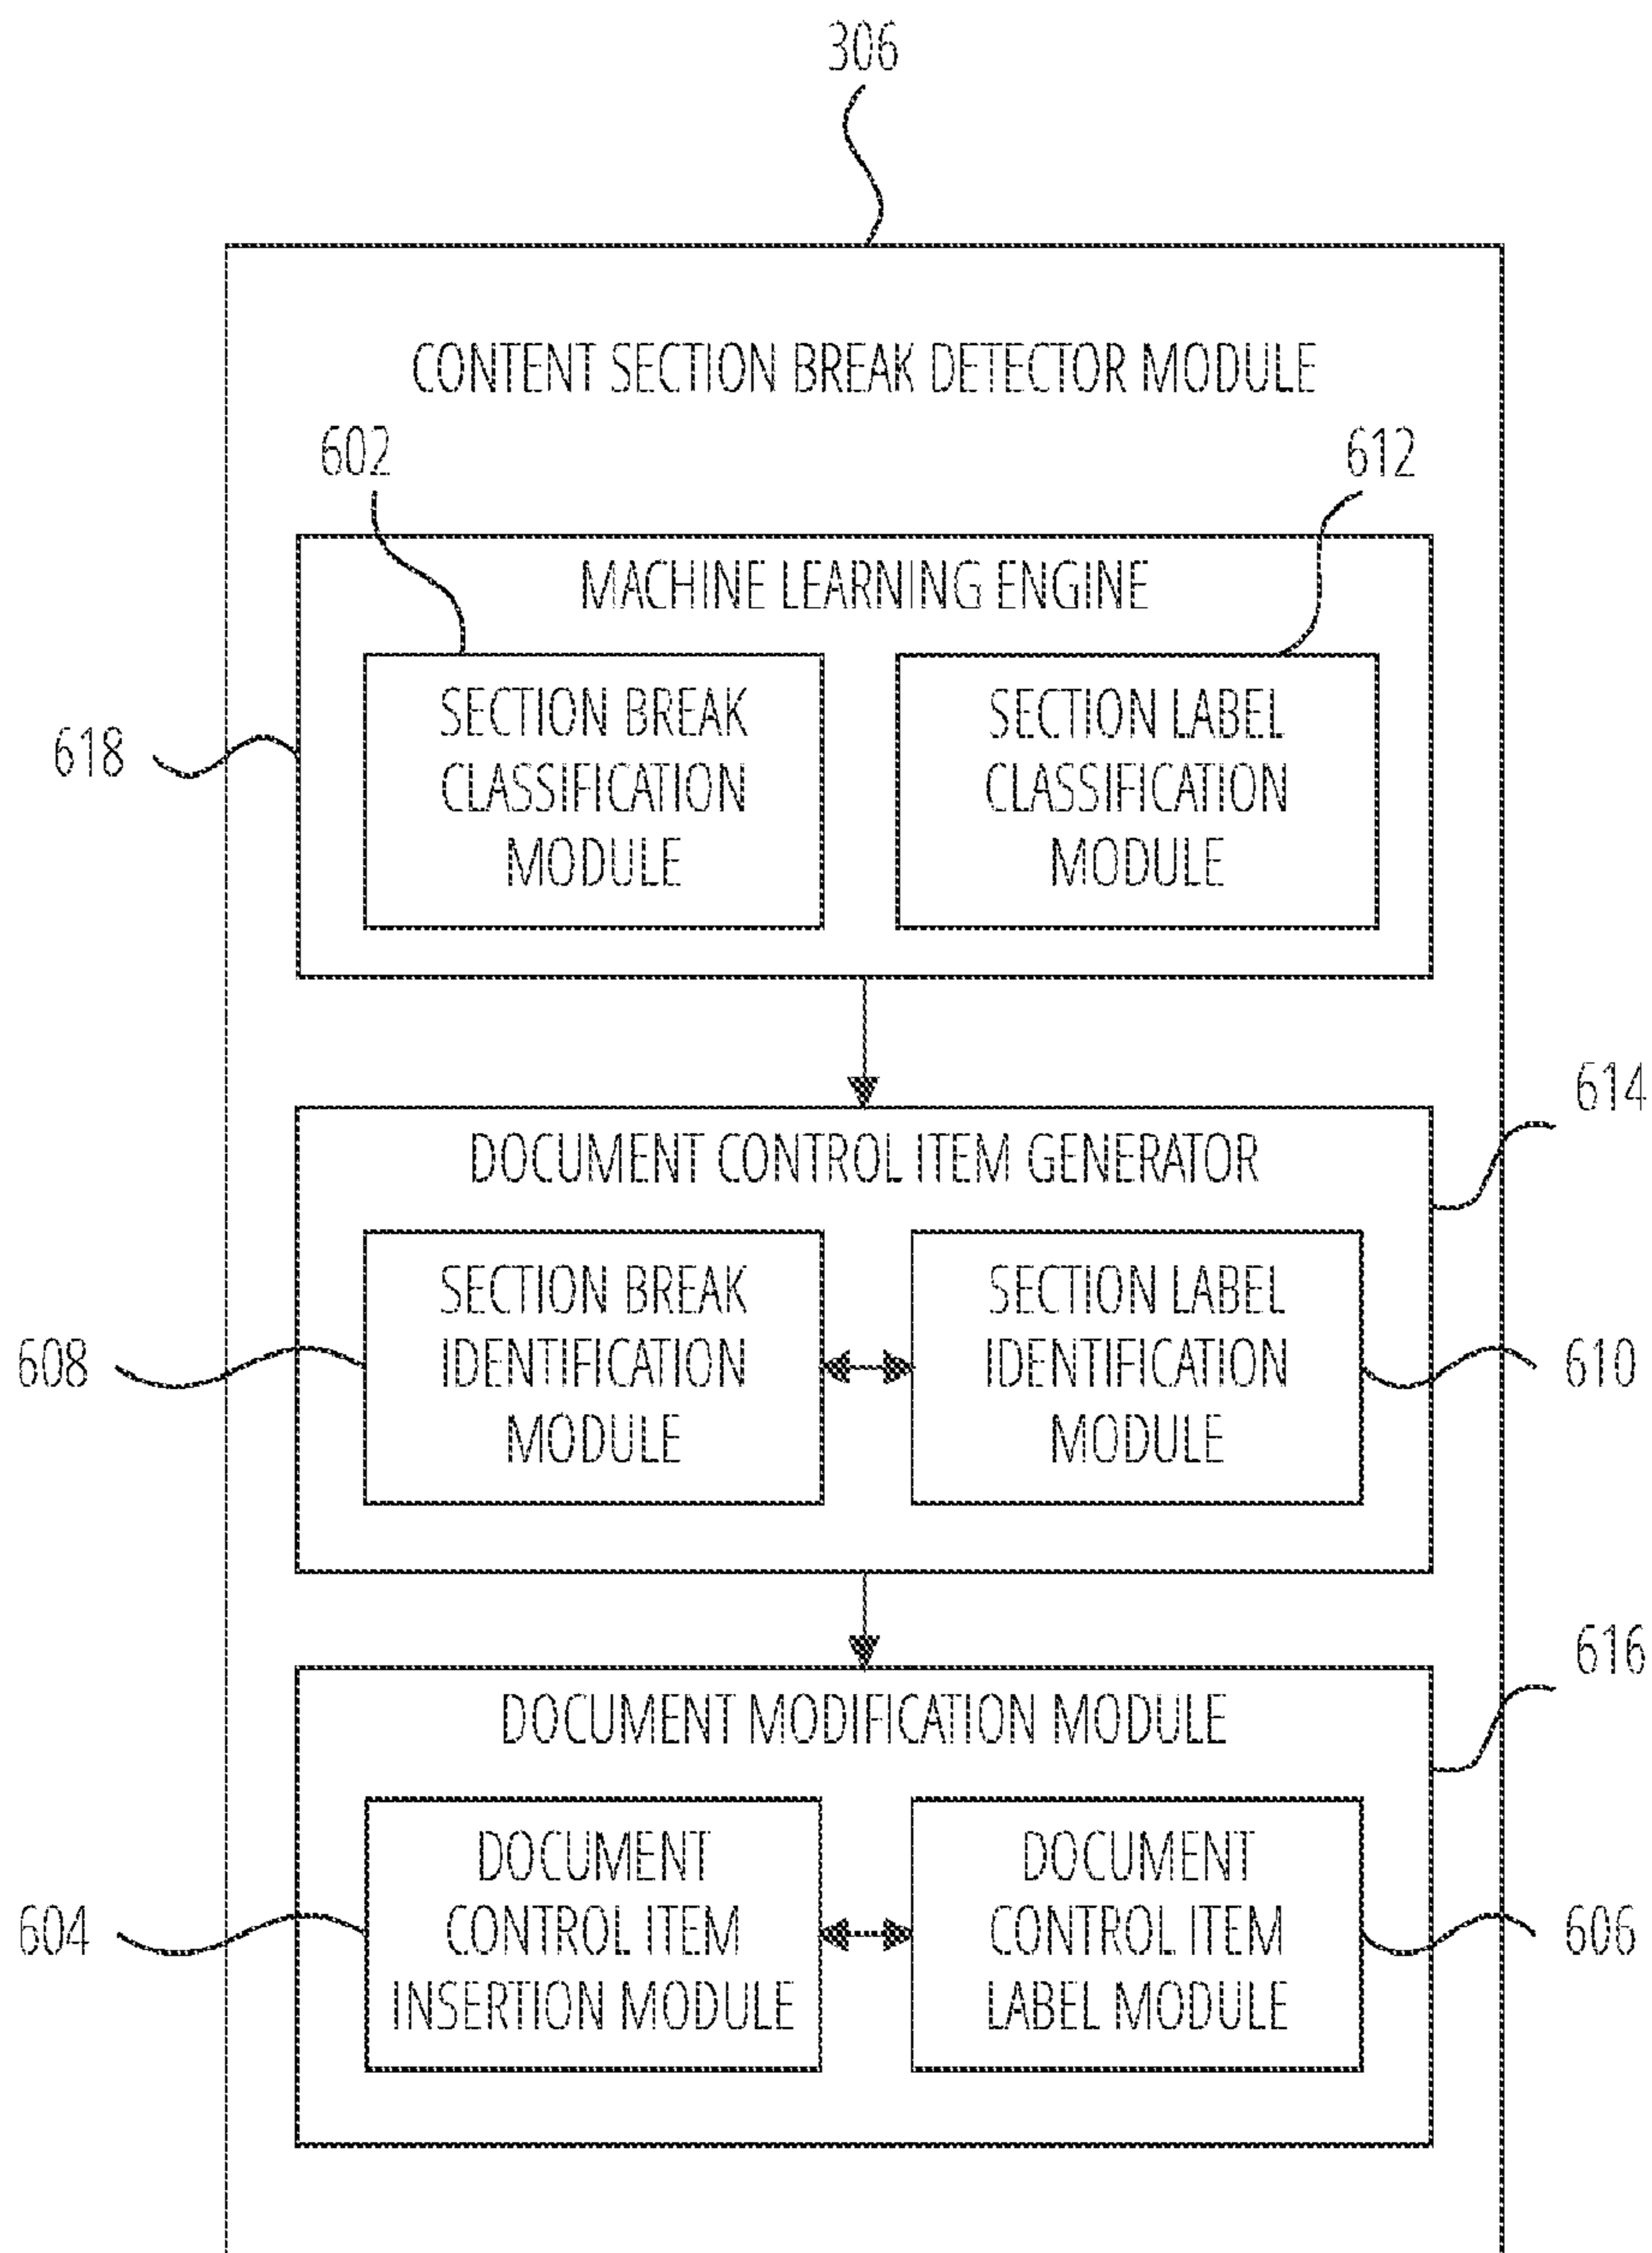 306
CONTENT SECTION BREAK DETECTOR MODULE
602
612
MACHINE LEARNING ENGINE
SECTION BREAK
CLASSIFICATION
MODULE
SECTION LABEL
CLASSIFICATION
MODULE
618
614
DOCUMENT CONTROL ITEM GENERATOR
SECTION BREAK
IDENTIFICATION
MODULE
SECTION LABEL
IDENTIFICATION
MODULE
608
610
616
DOCUMENT MODIFICATION MODULE
DOCUMENT
CONTROL ITEM
INSERTION MODULE
DOCUMENT
CONTROL ITEM
LABEL MODULE
604
606